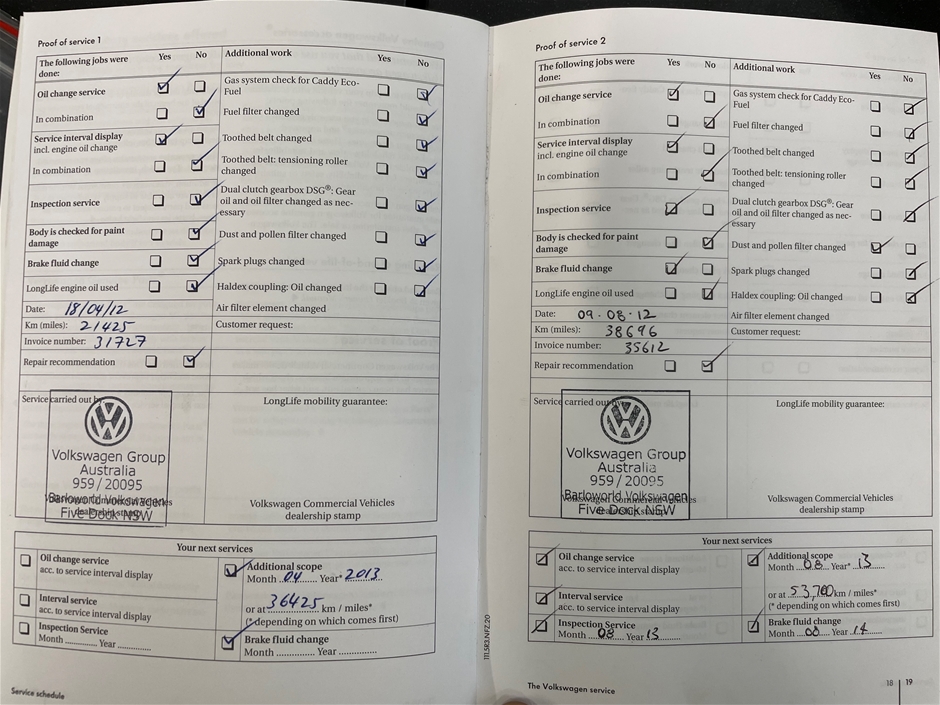 Proof of service 1
The following jobs were done: Yes No Additional work Yes No
Oil change service Gas system check for Caddy Eco-Fuel
In combination Fuel filter changed
Service interval display incl. engine oil change Toothed belt changed
In combination Toothed belt: tensioning roller changed
Inspection service Dual clutch gearbox DSG®: Gear oil and oil filter changed as nec-essary
Body is checked for paint damage Dust and pollen filter changed
Brake fluid change Spark plugs changed
LongLife engine oil used Haldex coupling: Oil changed
Date: 18/04/12 Air filter element changed
Km (miles): 21425 Customer request:
Invoice number: 31727
Repair recommendation
Service carried out by: LongLife mobility guarantee:
Volkswagen Group
Australia
959/20095
Barloworld Volkswagen
Five Dock NSW
Volkswagen Commercial Vehicles
dealership stamp
Your next services
Oil change service
acc. to service interval display
Interval service
acc. to service interval display
Inspection Service
Month ............ Year ............
Additional scope
Month 04 Year* 2013
or at 36425 km / miles*
(*depending on which comes first)
Brake fluid change
Month ............ Year ............
Service schedule
111.5R3.NFZ.20
Proof of service 2
The following jobs were done: Yes No Additional work Yes No
Oil change service Gas system check for Caddy Eco-Fuel
In combination Fuel filter changed
Service interval display incl. engine oil change Toothed belt changed
In combination Toothed belt: tensioning roller changed
Inspection service Dual clutch gearbox DSG®: Gear oil and oil filter changed as nec-essary
Body is checked for paint damage Dust and pollen filter changed
Brake fluid change Spark plugs changed
LongLife engine oil used Haldex coupling: Oil changed
Date: 09.08.12 Air filter element changed
Km (miles): 38696 Customer request:
Invoice number: 35612
Repair recommendation
Service carried out by: LongLife mobility guarantee:
Volkswagen Group
Australia
959/20095
Barloworld Volkswagen
Five Dock NSW
Volkswagen Commercial Vehicles
dealership stamp
Your next services
Oil change service
acc. to service interval display
Interval service
acc. to service interval display
Inspection Service
Month 08 Year 13
Additional scope
Month 08 Year* 13
or at 53,700 km / miles*
(* depending on which comes first)
Brake fluid change
Month 08 Year 14
The Volkswagen service
18 | 19